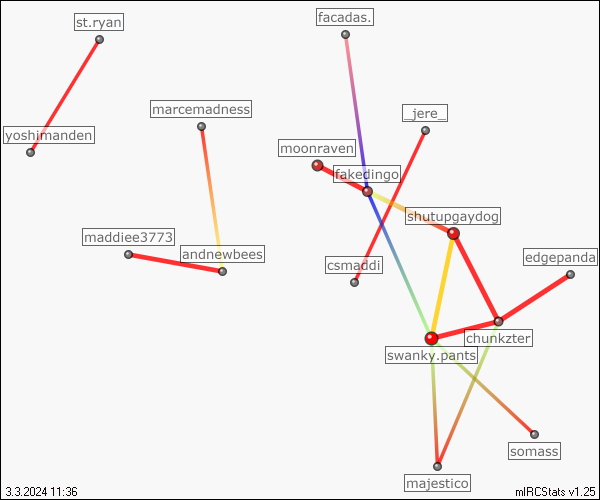 st.ryan
facadas.
marcemadness
_jere_
yoshimanden
moonraven
fakedingo
shutupgaydog
maddiee3773
andnewbees
csmaddi
edgepanda
chunkzter
swanky.pants
somass
majestico
3.3.2024 11:36
mIRCStats v1.25